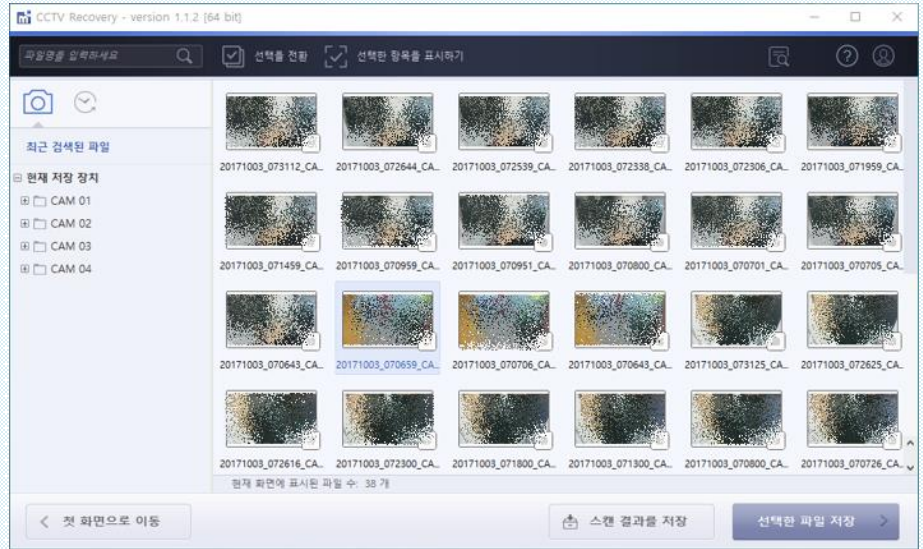 CCTV Recovery - version 1.1.2 [64 bit]
파일명을 입력하세요
선택을 전환
선택한 항목을 표시하기
최근 검색된 파일
현재 저장 장치
CAM 01
CAM 02
CAM 03
CAM 04
20171003_073112_CA... 20171003_072644_CA... 20171003_072539_CA... 20171003_072338_CA... 20171003_072306_CA... 20171003_071959_CA...
20171003_071459_CA... 20171003_070959_CA... 20171003_070951_CA... 20171003_070800_CA... 20171003_070701_CA... 20171003_070705_CA...
20171003_070643_CA... 20171003_070659_CA... 20171003_070706_CA... 20171003_070643_CA... 20171003_073125_CA... 20171003_072625_CA...
20171003_072616_CA... 20171003_072300_CA... 20171003_071800_CA... 20171003_071300_CA... 20171003_070800_CA... 20171003_070726_CA...
현재 화면에 표시된 파일 수: 38 개
첫 화면으로 이동
스캔 결과를 저장
선택한 파일 저장